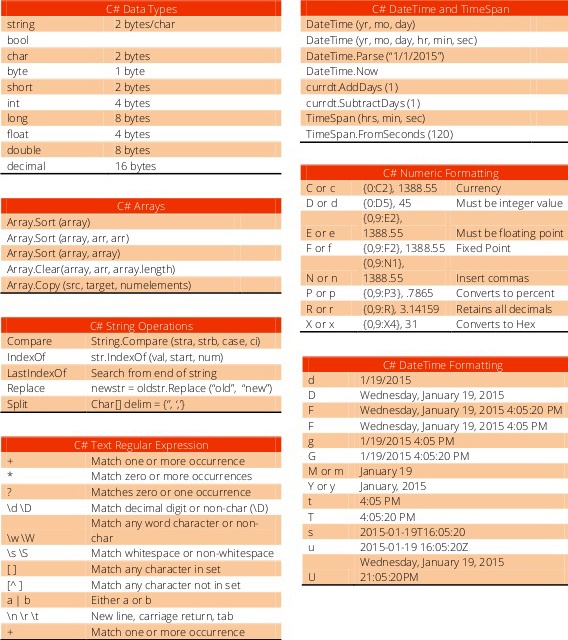 C# Data Types
string 2 bytes/char
bool
char 2 bytes
byte 1 byte
short 2 bytes
int 4 bytes
long 8 bytes
float 4 bytes
double 8 bytes
decimal 16 bytes
C# Arrays
Array.Sort (array)
Array.Sort (array, arr, arr)
Array.Sort (array, array)
Array.Clear(array, arr, array.length)
Array.Copy (src, target, numelements)
C# String Operations
Compare String.Compare (stra, strb, case, ci)
IndexOf str.IndexOf (val, start, num)
LastIndexOf Search from end of string
Replace newstr = oldstr.Replace (“old”, “new”)
Split Char[] delim = {‘’, ‘,’}
C# Text Regular Expression
+ Match one or more occurrence
* Match zero or more occurrences
? Matches zero or one occurrence
\d \D Match decimal digit or non-char (\D)
Match any word character or non-
\w \W char
\s \S Match whitespace or non-whitespace
[ ] Match any character in set
[^ ] Match any character not in set
a | b Either a or b
\n \r \t New line, carriage return, tab
+ Match one or more occurrence
C# DateTime and TimeSpan
DateTime (yr, mo, day)
DateTime (yr, mo, day, hr, min, sec)
DateTime.Parse (“1/1/2015”)
DateTime.Now
currdt.AddDays (1)
currdt.SubtractDays (1)
TimeSpan (hrs, min, sec)
TimeSpan.FromSeconds (120)
C# Numeric Formatting
C or c {0:C2}, 1388.55 Currency
D or d {0:D5}, 45 Must be integer value
{0,9:E2},
E or e 1388.55 Must be floating point
F or f {0,9:F2}, 1388.55 Fixed Point
{0,9:N1},
N or n 1388.55 Insert commas
P or p {0,9:P3}, .7865 Converts to percent
R or r {0,9:R}, 3.14159 Retains all decimals
X or x {0,9:X4}, 31 Converts to Hex
C# DateTime Formatting
d 1/19/2015
D Wednesday, January 19, 2015
F Wednesday, January 19, 2015 4:05:20 PM
F Wednesday, January 19, 2015 4:05 PM
g 1/19/2015 4:05 PM
G 1/19/2015 4:05:20 PM
M or m January 19
Y or y January, 2015
t 4:05 PM
T 4:05:20 PM
s 2015-01-19T16:05:20
u 2015-01-19 16:05:20Z
Wednesday, January 19, 2015
U 21:05:20PM